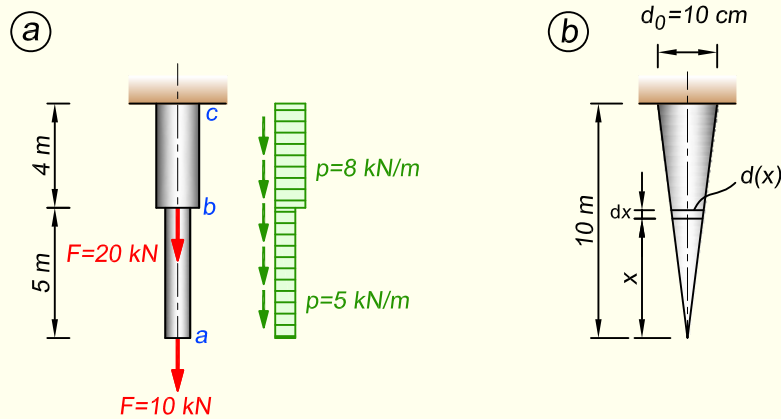 a
4 m
5 m
c
b
a
F=20 kN
F=10 kN
p=8 kN/m
p=5 kN/m
b
d₀=10 cm
10 m
dx
x
d(x)